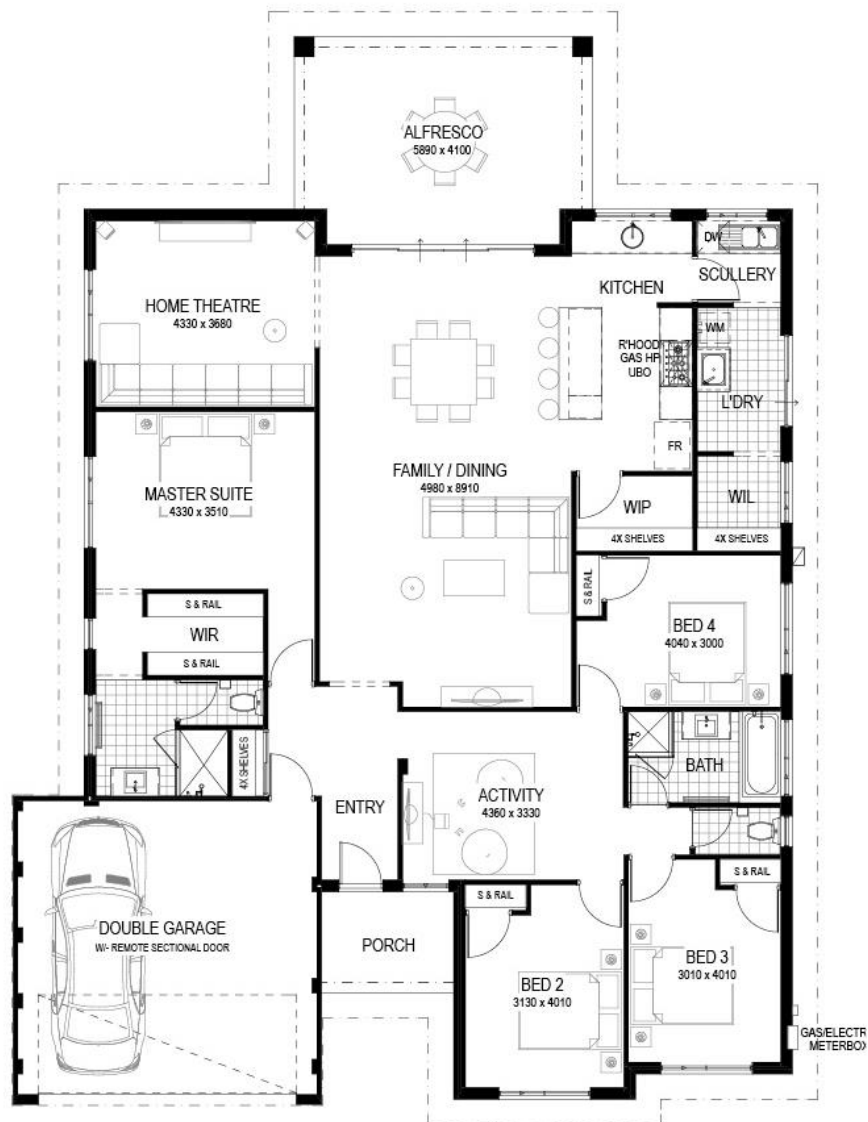 ALFRESCO
5890 x 4100
DW
SCULLERY
KITCHEN
HOME THEATRE
4330 x 3680
WM
R'HOOD
GAS HP
UBO
L'DRY
FR
FAMILY / DINING
4980 x 8910
MASTER SUITE
4330 x 3510
WIP
WIL
4X SHELVES
4X SHELVES
S & RAIL
S & RAIL
WIR
S & RAIL
BED 4
4040 x 3000
4X SHELVES
BATH
ACTIVITY
4360 x 3330
ENTRY
S & RAIL
S & RAIL
DOUBLE GARAGE
W/- REMOTE SECTIONAL DOOR
PORCH
BED 2
3130 x 4010
BED 3
3010 x 4010
GAS/ELECTR
METERBOX